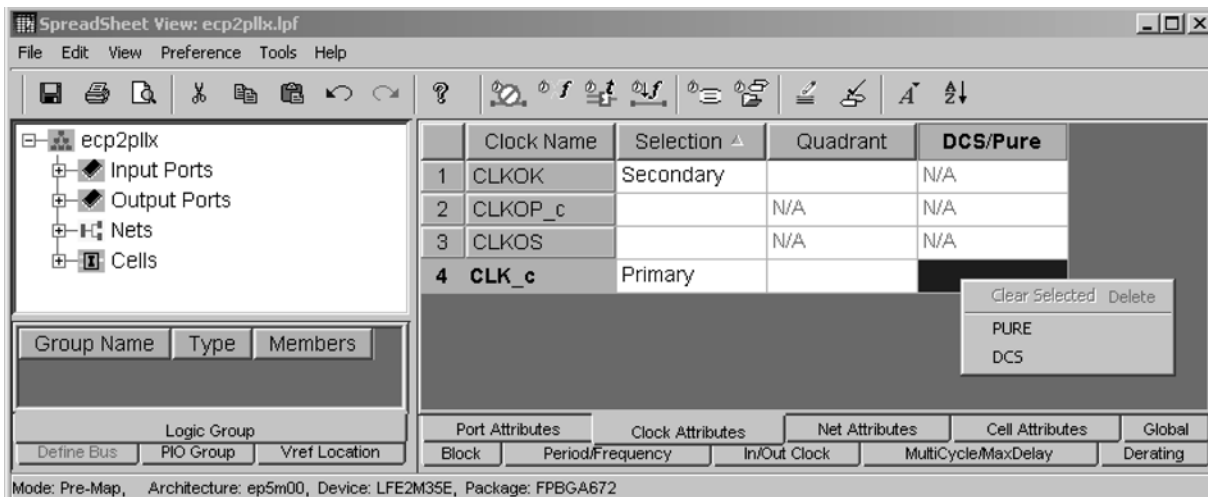 SpreadSheet View: ecp2pllx.lpf
File Edit View Preference Tools Help
ecp2pllx
Input Ports
Output Ports
Nets
Cells
Group Name Type Members
Logic Group
Define Bus PIO Group Vref Location
Clock Name Selection Quadrant DCS/Pure
1 CLKOK Secondary N/A
2 CLKOP_c N/A N/A
3 CLKOS N/A N/A
4 CLK_c Primary
Clear Selected Delete
PURE
DCS
Port Attributes Clock Attributes Net Attributes Cell Attributes Global
Block Period/Frequency In/Out Clock MultiCycle/MaxDelay Derating
Mode: Pre-Map, Architecture: ep5m00, Device: LFE2M35E, Package: FPBGA672